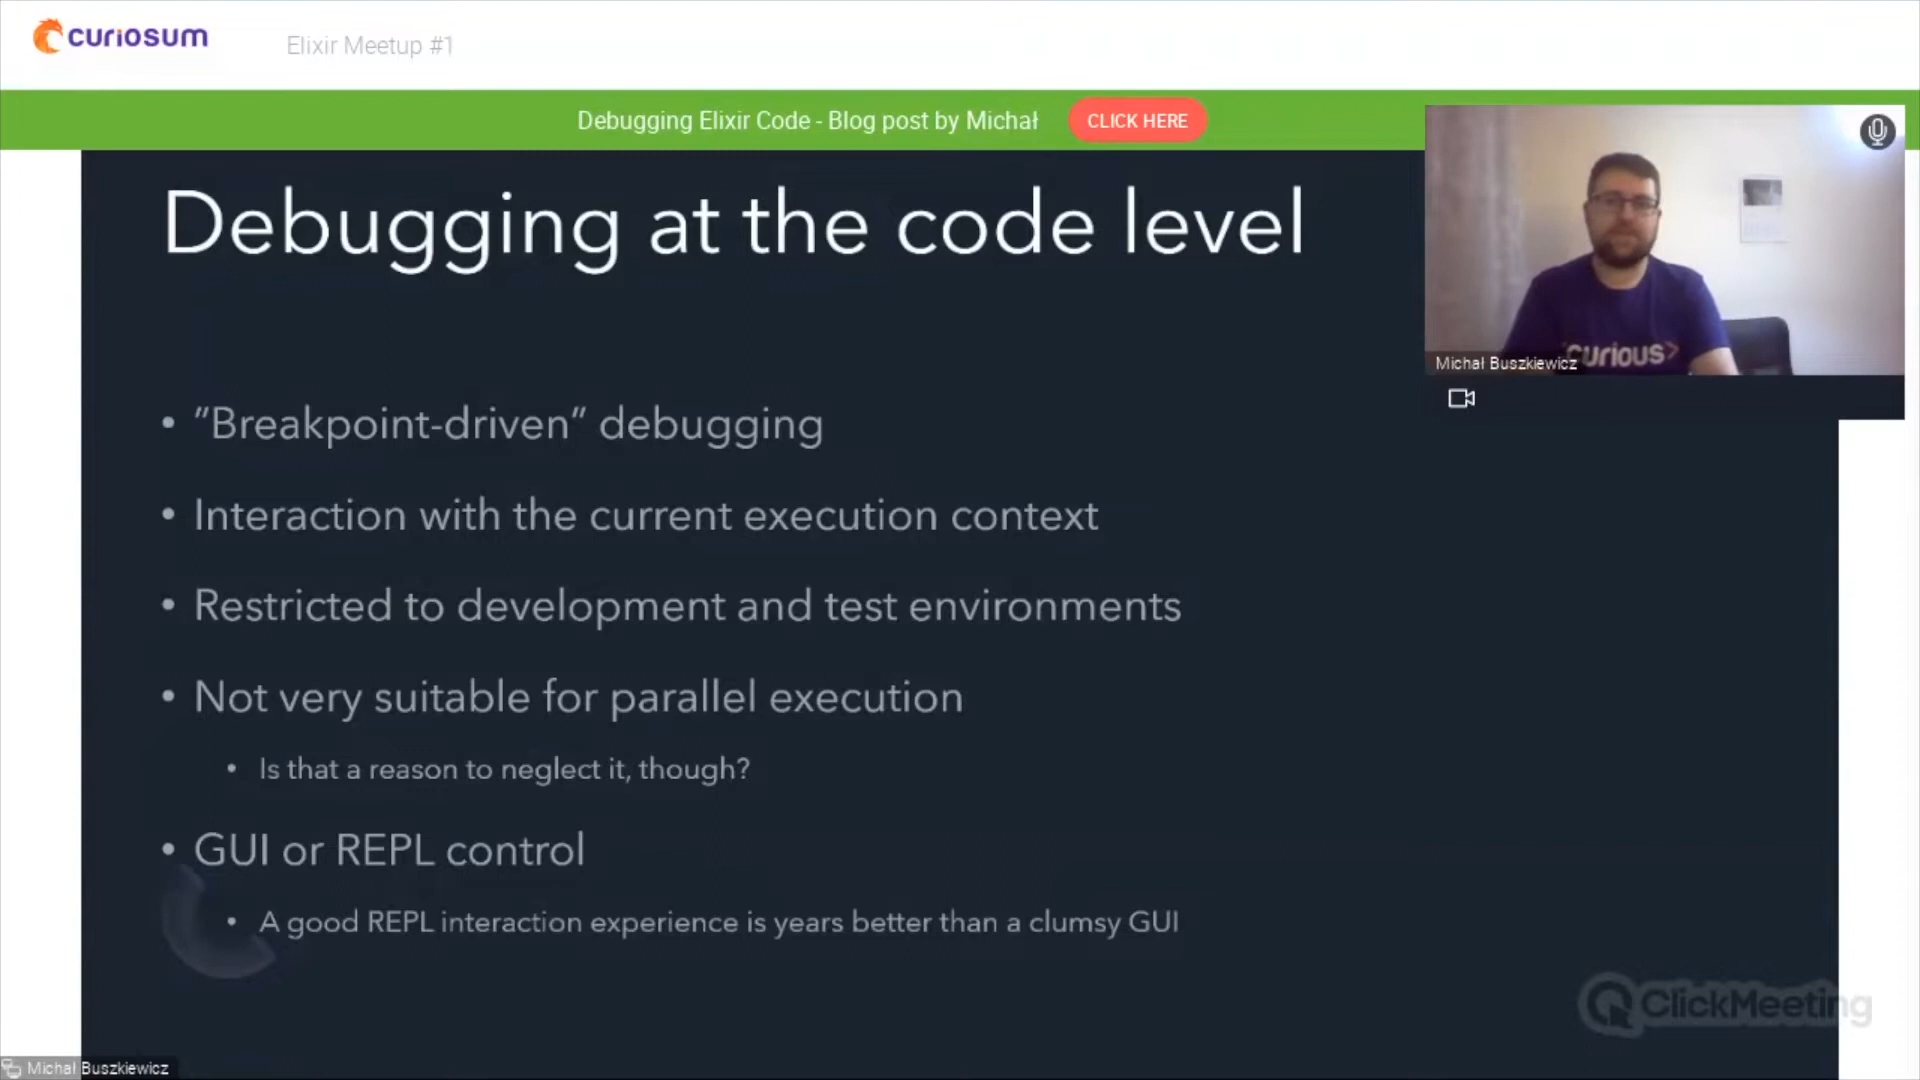 curiosum
Elixir Meetup #1
Debugging Elixir Code - Blog post by Michał
CLICK HERE
Debugging at the code level
curious>
Michał Buszkiewicz
• "Breakpoint-driven" debugging
• Interaction with the current execution context
• Restricted to development and test environments
• Not very suitable for parallel execution
• Is that a reason to neglect it, though?
• GUI or REPL control
• A good REPL interaction experience is years better than a clumsy GUI
ClickMeeting
Michał Buszkiewicz